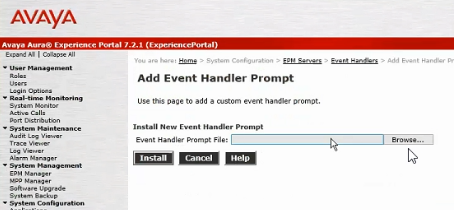 AVAYA
Avaya Aura® Experience Portal 7.2.1 (ExperiencePortal)
Expand All | Collapse All
You are here: Home > System Configuration > EPM Servers > Event Handlers > Add Event Handler Pr
▼ User Management
Roles
Users
Login Options
▼ Real-time Monitoring
System Monitor
Active Calls
Port Distribution
▼ System Maintenance
Audit Log Viewer
Trace Viewer
Log Viewer
Alarm Manager
▼ System Management
EPM Manager
MPP Manager
Software Upgrade
System Backup
▼ System Configuration
Applications
Add Event Handler Prompt
Use this page to add a custom event handler prompt.
Install New Event Handler Prompt
Event Handler Prompt File: Browse...
Install Cancel Help